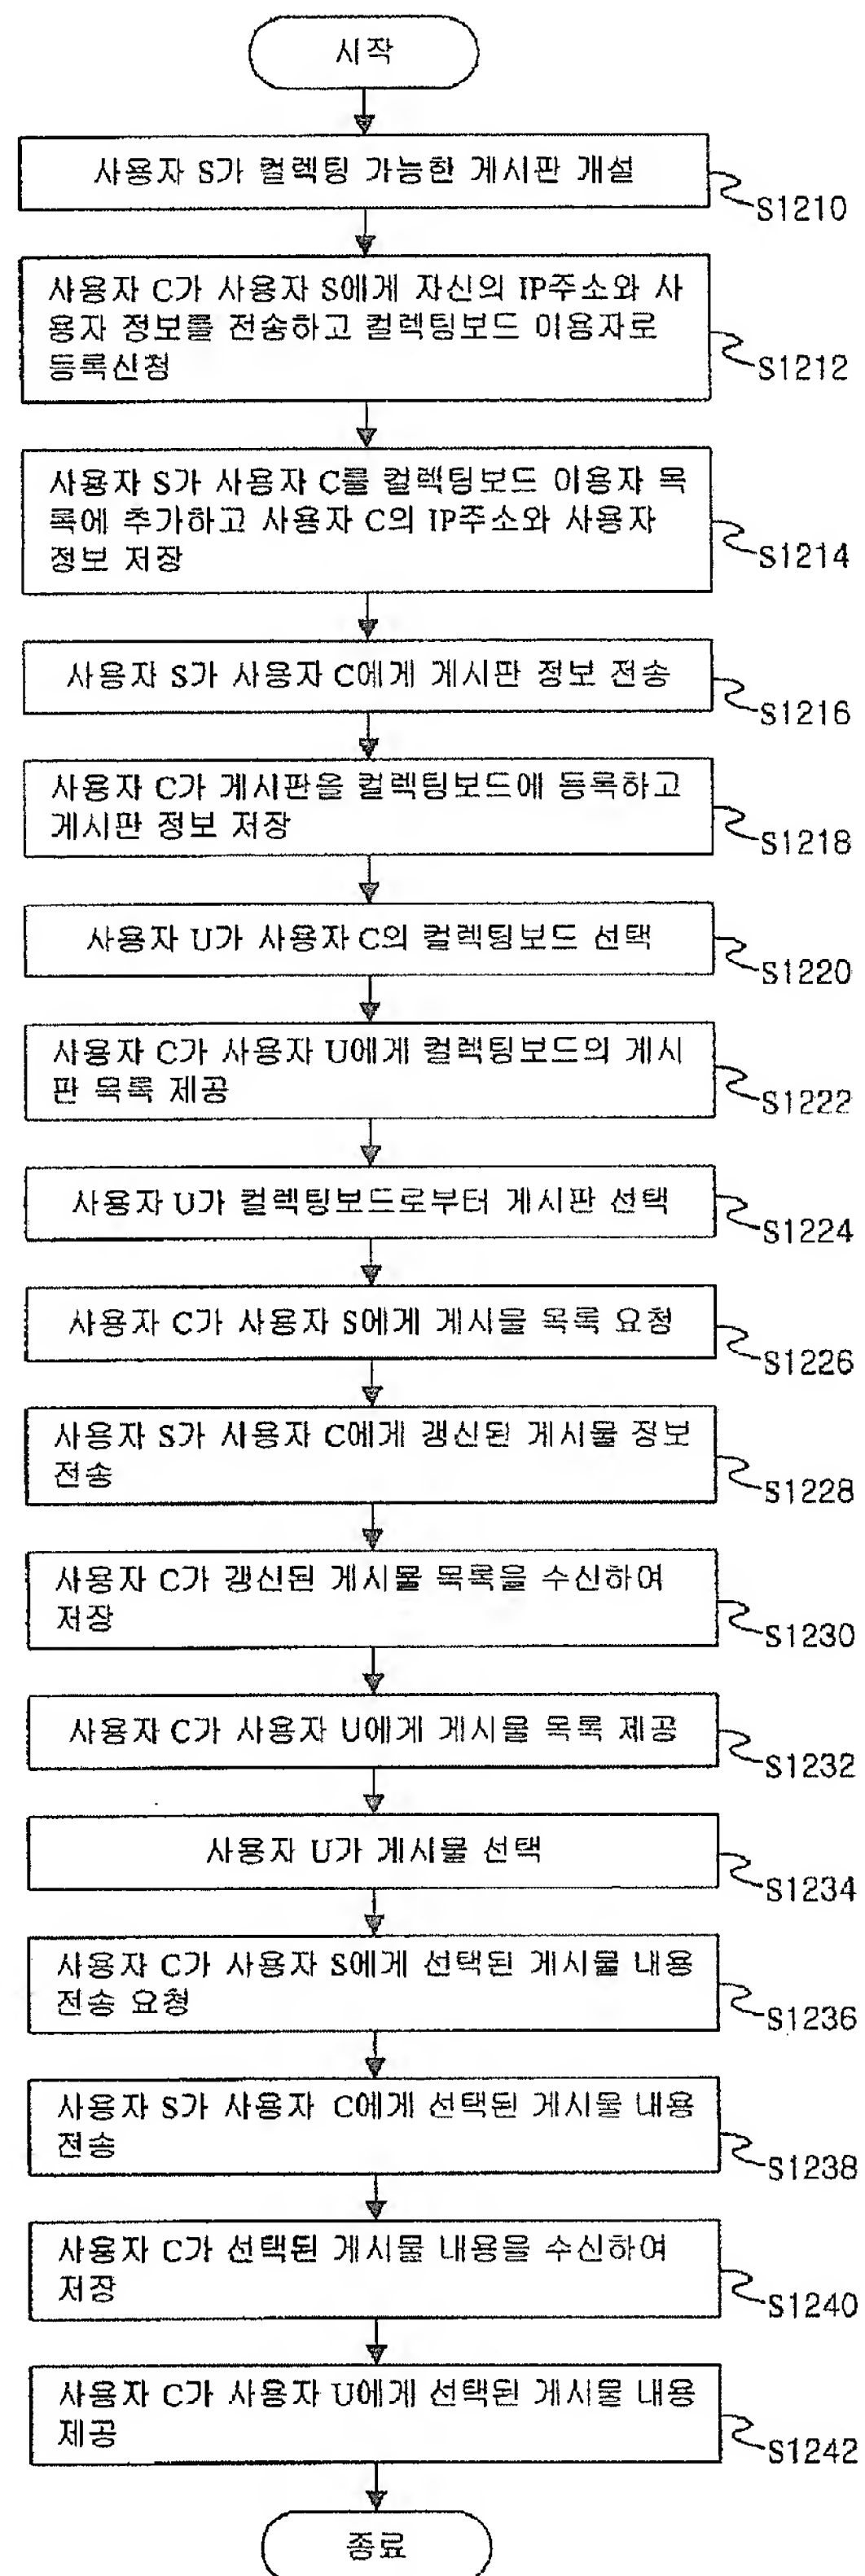 시작
사용자 S가 컬렉팅 가능한 게시판 개설
S1210
사용자 C가 사용자 S에게 자신의 IP주소와 사
용자 정보를 전송하고 컬렉팅보드 이용자로
등록신청
S1212
사용자 S가 사용자 C를 컬렉팅보드 이용자 목
록에 추가하고 사용자 C의 IP주소와 사용자
정보 저장
S1214
사용자 S가 사용자 C에게 게시판 정보 전송
S1216
사용자 C가 게시판을 컬렉팅보드에 등록하고
게시판 정보 저장
S1218
사용자 U가 사용자 C의 컬렉팅보드 선택
S1220
사용자 C가 사용자 U에게 컬렉팅보드의 게시
판 목록 제공
S1222
사용자 U가 컬렉팅보드로부터 게시판 선택
S1224
사용자 C가 사용자 S에게 게시물 목록 요청
S1226
사용자 S가 사용자 C에게 갱신된 게시물 정보
전송
S1228
사용자 C가 갱신된 게시물 목록을 수신하여
저장
S1230
사용자 C가 사용자 U에게 게시물 목록 제공
S1232
사용자 U가 게시물 선택
S1234
사용자 C가 사용자 S에게 선택된 게시물 내용
전송 요청
S1236
사용자 S가 사용자 C에게 선택된 게시물 내용
전송
S1238
사용자 C가 선택된 게시물 내용을 수신하여
저장
S1240
사용자 C가 사용자 U에게 선택된 게시물 내용
제공
S1242
종료